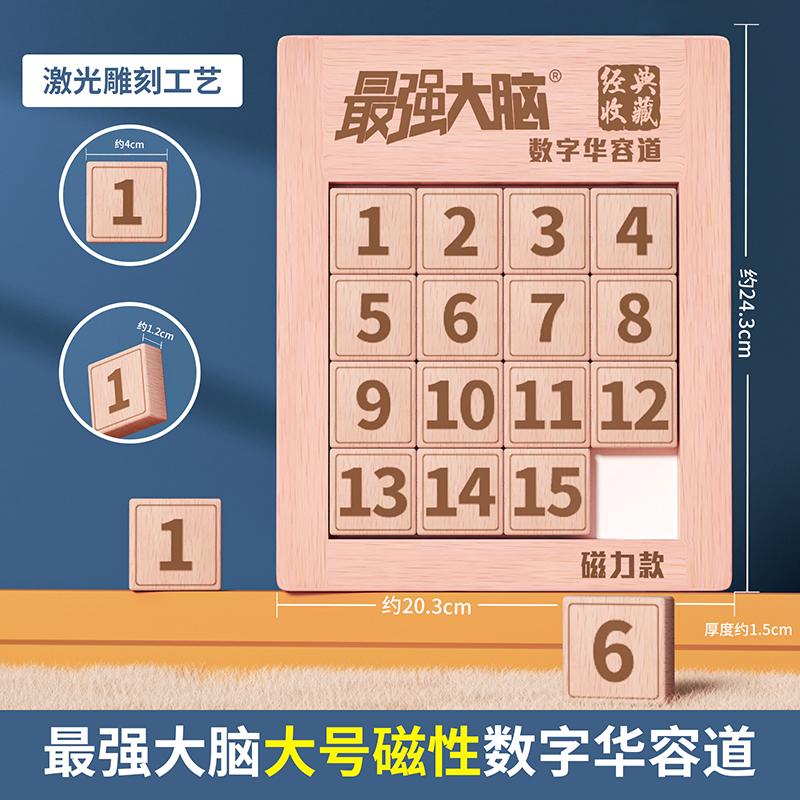 激光雕刻工艺
约4cm
1
约1.2cm
1
1
最强大脑®
经典
收藏
数字华容道
1 2 3 4
5 6 7 8
9 10 11 12
13 14 15
磁力款
约24.3cm
约20.3cm
厚度约1.5cm
6
最强大脑大号磁性数字华容道